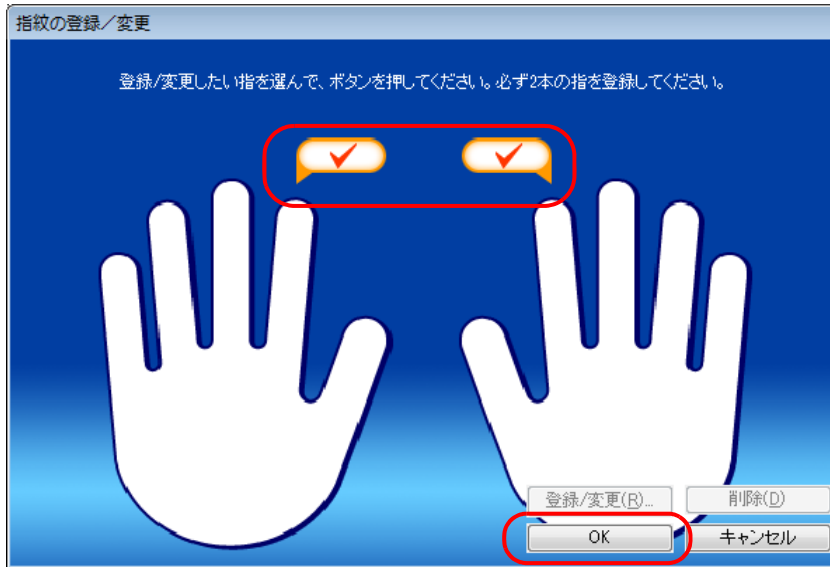 指紋の登録／変更
登録/変更したい指を選んで、ボタンを押してください。必ず2本の指を登録してください。
登録/変更(R)...
削除(D)
OK
キャンセル